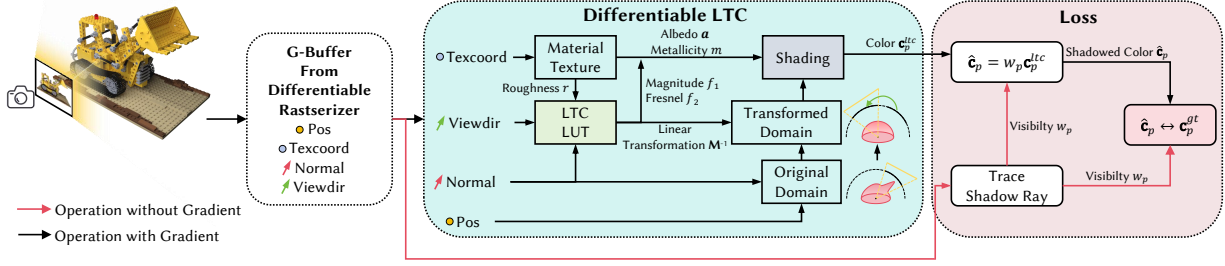 G-Buffer
From
Differentiable
Rastserizer
Pos
Texcoord
Normal
Viewdir
Operation without Gradient
Operation with Gradient
Differentiable LTC
Texcoord
Viewdir
Normal
Pos
Material
Texture
Roughness r
LTC
LUT
Albedo a
Metallicity m
Magnitude f₁
Fresnel f₂
Linear
Transformation M⁻¹
Shading
Transformed
Domain
Original
Domain
Color c_p^{ltc}
Loss
ĉ_p = w_p c_p^{ltc}
Shadowed Color ĉ_p
Visibilty w_p
ĉ_p ↔ c_p^{gt}
Trace
Shadow Ray
Visibilty w_p